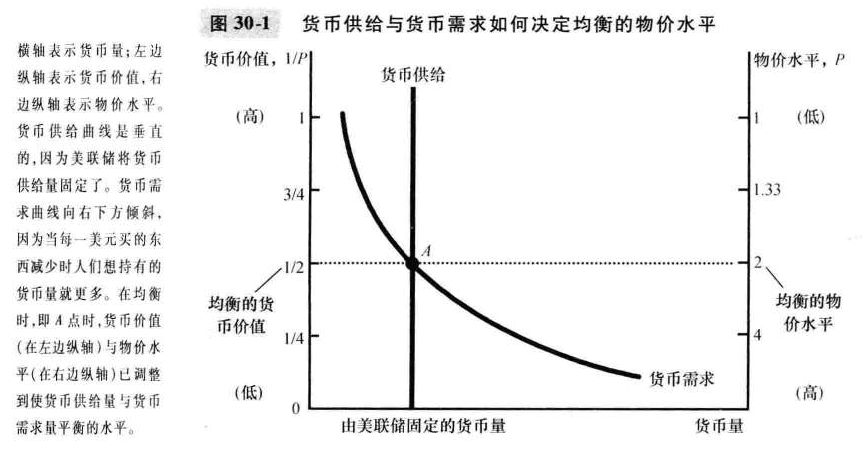 图 30-1 货币供给与货币需求如何决定均衡的物价水平
横轴表示货币量;左边
纵轴表示货币价值,右
边纵轴表示物价水平。
货币供给曲线是垂直
的,因为美联储将货币
供给量固定了。货币需
求曲线向右下方倾斜,
因为当每一美元买的东
西减少时人们想持有的
货币量就更多。在均衡
时,即 A 点时,货币价值
(在左边纵轴)与物价水
平(在右边纵轴)已调整
到使货币供给量与货币
需求量平衡的水平。
货币价值,1/P
物价水平,P
货币供给
(高)
1
1
(低)
3/4
1.33
A
1/2
2
均衡的货
币价值
均衡的物
价水平
1/4
4
货币需求
(低)
(高)
0
由美联储固定的货币量
货币量